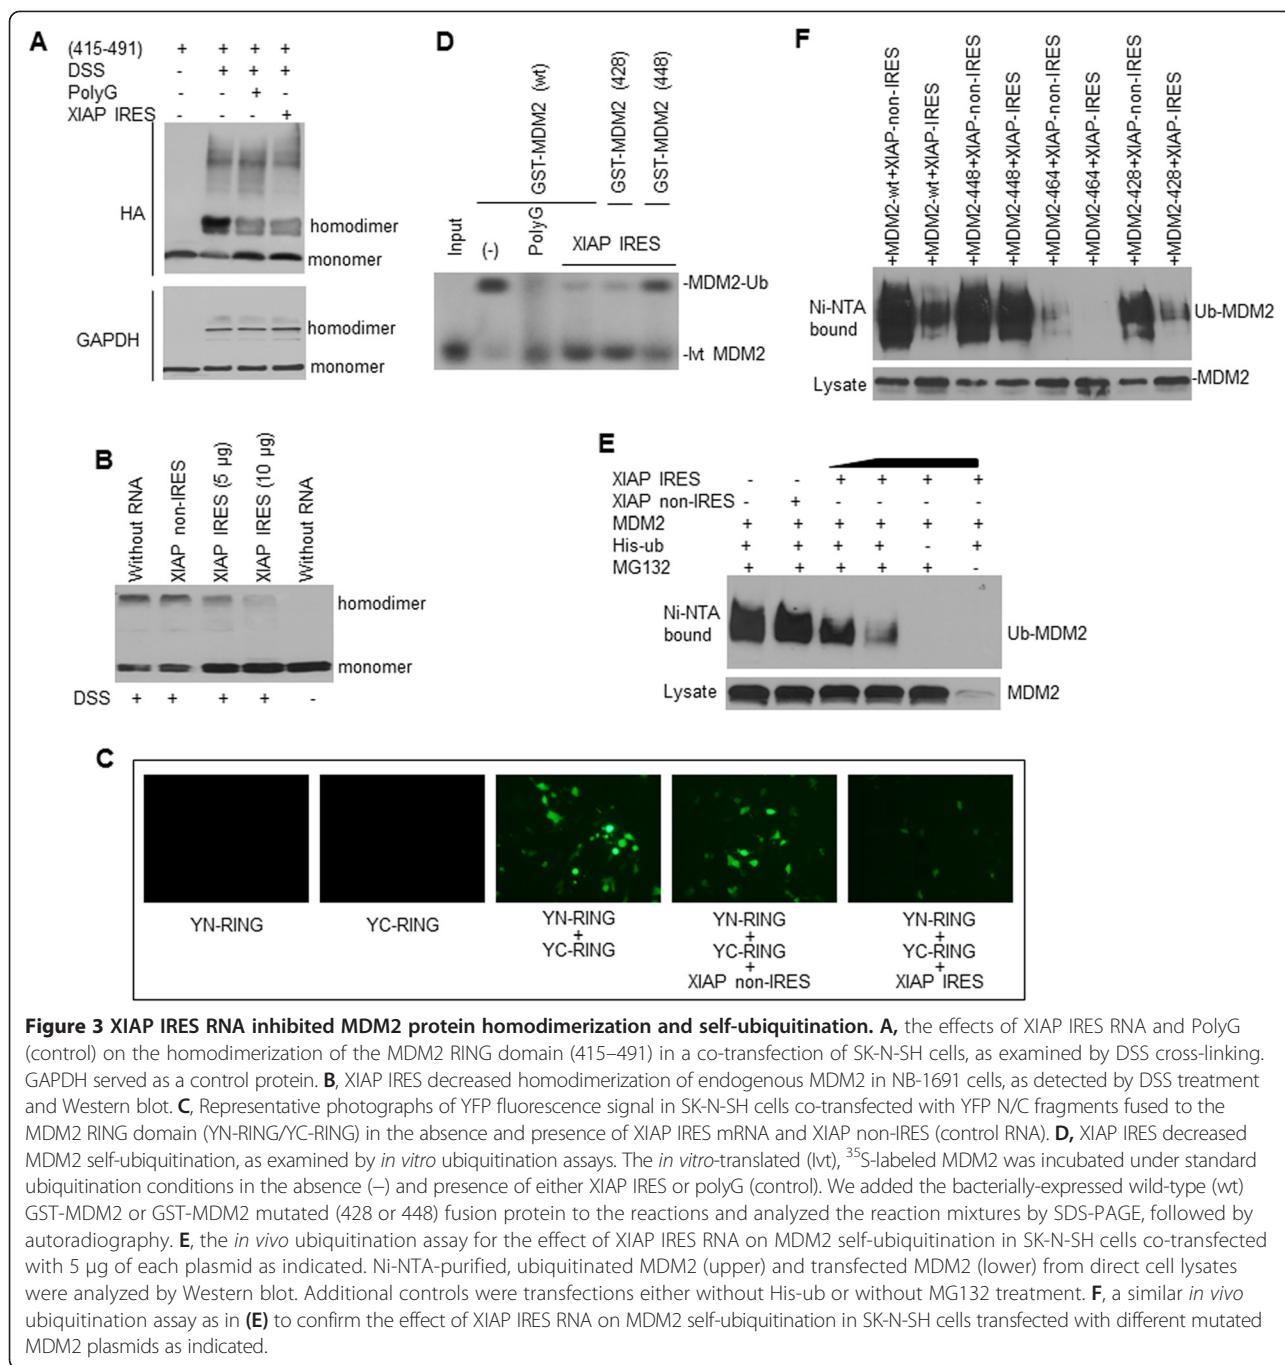 A
(415-491) + + + +
DSS - + + +
PolyG - - + -
XIAP IRES - - - +
HA
homodimer
monomer
GAPDH
homodimer
monomer
B
Without RNA
XIAP non-IRES
XIAP IRES (5 µg)
XIAP IRES (10 µg)
Without RNA
homodimer
monomer
DSS + + + + -
C
YN-RING
YC-RING
YN-RING
+
YC-RING
YN-RING
+
YC-RING
+
XIAP non-IRES
YN-RING
+
YC-RING
+
XIAP IRES
D
GST-MDM2 (wt)
GST-MDM2 (428)
GST-MDM2 (448)
Input
(-)
PolyG
XIAP IRES
-MDM2-Ub
-Ivt MDM2
E
XIAP IRES - - + + + +
XIAP non-IRES - + - - - -
MDM2 + + + + + +
His-ub + + + + - +
MG132 + + + + + -
Ni-NTA
bound
Ub-MDM2
Lysate
MDM2
F
+MDM2-wt+XIAP-non-IRES
+MDM2-wt+XIAP-IRES
+MDM2-448+XIAP-non-IRES
+MDM2-448+XIAP-IRES
+MDM2-464+XIAP-non-IRES
+MDM2-464+XIAP-IRES
+MDM2-428+XIAP-non-IRES
+MDM2-428+XIAP-IRES
Ni-NTA
bound
Ub-MDM2
Lysate
-MDM2
Figure 3 XIAP IRES RNA inhibited MDM2 protein homodimerization and self-ubiquitination. A, the effects of XIAP IRES RNA and PolyG
(control) on the homodimerization of the MDM2 RING domain (415–491) in a co-transfection of SK-N-SH cells, as examined by DSS cross-linking.
GAPDH served as a control protein. B, XIAP IRES decreased homodimerization of endogenous MDM2 in NB-1691 cells, as detected by DSS treatment
and Western blot. C, Representative photographs of YFP fluorescence signal in SK-N-SH cells co-transfected with YFP N/C fragments fused to the
MDM2 RING domain (YN-RING/YC-RING) in the absence and presence of XIAP IRES mRNA and XIAP non-IRES (control RNA). D, XIAP IRES decreased
MDM2 self-ubiquitination, as examined by in vitro ubiquitination assays. The in vitro-translated (Ivt), ³⁵S-labeled MDM2 was incubated under standard
ubiquitination conditions in the absence (−) and presence of either XIAP IRES or polyG (control). We added the bacterially-expressed wild-type (wt)
GST-MDM2 or GST-MDM2 mutated (428 or 448) fusion protein to the reactions and analyzed the reaction mixtures by SDS-PAGE, followed by
autoradiography. E, the in vivo ubiquitination assay for the effect of XIAP IRES RNA on MDM2 self-ubiquitination in SK-N-SH cells co-transfected
with 5 µg of each plasmid as indicated. Ni-NTA-purified, ubiquitinated MDM2 (upper) and transfected MDM2 (lower) from direct cell lysates
were analyzed by Western blot. Additional controls were transfections either without His-ub or without MG132 treatment. F, a similar in vivo
ubiquitination assay as in (E) to confirm the effect of XIAP IRES RNA on MDM2 self-ubiquitination in SK-N-SH cells transfected with different mutated
MDM2 plasmids as indicated.